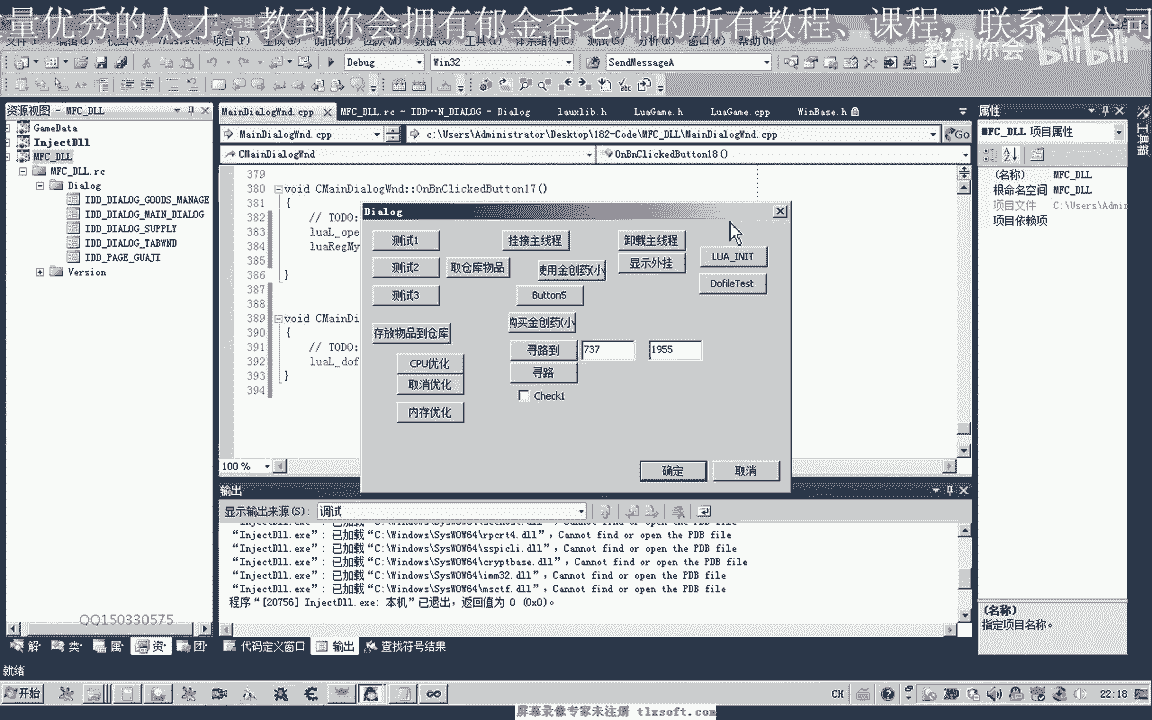 量优秀的人才。教到你会拥有郁金香老师的所有教程、课程，联系本公司
教到你会 bilibili
Debug Win32 SendMessageA
资源视图 - MFC_DLL
GameData
InjectDll
MFC_DLL
MFC_DLL.rc
Dialog
IDD_DIALOG_GOODS_MANAGE
IDD_DIALOG_MAIN_DIALOG
IDD_DIALOG_SUPPLY
IDD_DIALOG_TABWND
IDD_PAGE_GUAJI
Version
QQ150330575
MainDialogWnd.cpp MFC_DLL.rc - IDD...N_DIALOG - Dialog lauxlib.h LuaGame.h LuaGame.cpp WinBase.h
MainDialogWnd.cpp c:\Users\Administrator\Desktop\182-Code\MFC_DLL\MainDialogWnd.cpp Go
CMainDialogWnd OnBnClickedButton18()
379
380 void CMainDialogWnd::OnBnClickedButton17()
381 {
382 // TODO:
383 luaL_ope
384 luaRegMy
385
386 }
387
388
389 void CMainDi
390 {
391 // TODO:
392 luaL_dof
393 }
394
100 %
Dialog
测试1 挂接主线程 卸载主线程
测试2 取仓库物品 使用金创药(小 显示外挂 LUA_INIT
测试3 Button5 DofileTest
存放物品到仓库 购买金创药(小
寻路到 737 1955
CPU优化 寻路
取消优化 Check1
内存优化
确定 取消
输出
显示输出来源(S): 调试
“InjectDll.exe”: 已加载“C:\Windows\SysWOW64\rpcrt4.dll”, Cannot find or open the PDB file
“InjectDll.exe”: 已加载“C:\Windows\SysWOW64\sspicli.dll”, Cannot find or open the PDB file
“InjectDll.exe”: 已加载“C:\Windows\SysWOW64\cryptbase.dll”, Cannot find or open the PDB file
“InjectDll.exe”: 已加载“C:\Windows\SysWOW64\imm32.dll”, Cannot find or open the PDB file
“InjectDll.exe”: 已加载“C:\Windows\SysWOW64\msctf.dll”, Cannot find or open the PDB file
程序“[20756] InjectDll.exe: 本机”已退出，返回值为 0 (0x0)。
代码定义窗口 输出 查找符号结果
属性
MFC_DLL 项目属性
(名称) MFC_DLL
根命名空间 MFC_DLL
项目文件 C:\Users\Admin
项目依赖项
(名称)
指定项目名称。
工具箱
解 类 属 资 团
就绪
开始 CH 22:18
屏幕录像专家未注册 tlxsoft.com